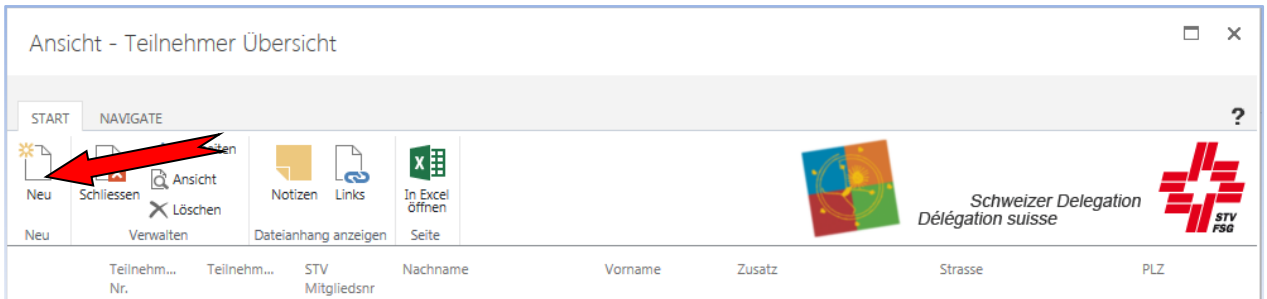 Ansicht - Teilnehmer Übersicht
START NAVIGATE
?
Neu
Schliessen
Ansicht
Löschen
Notizen
Links
In Excel
öffnen
Neu
Verwalten
Dateianhang anzeigen
Seite
Schweizer Delegation
Délégation suisse
STV
FSG
Teilnehm...
Nr.
Teilnehm...
STV
Mitgliedsnr
Nachname
Vorname
Zusatz
Strasse
PLZ